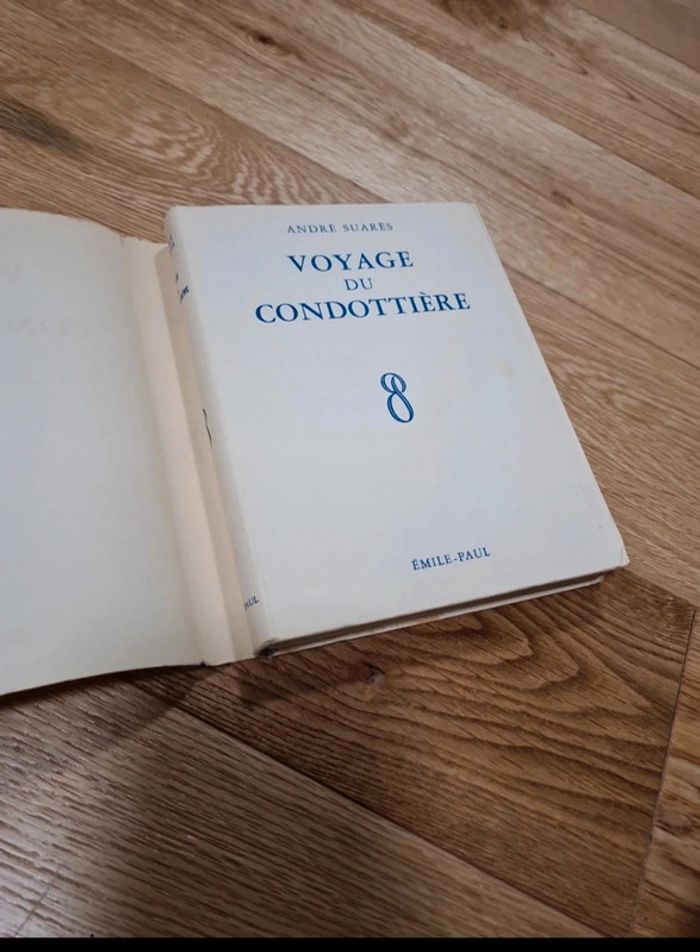 ANDRÉ SUARÈS
VOYAGE
DU
CONDOTTIÈRE
8
ÉMILE-PAUL